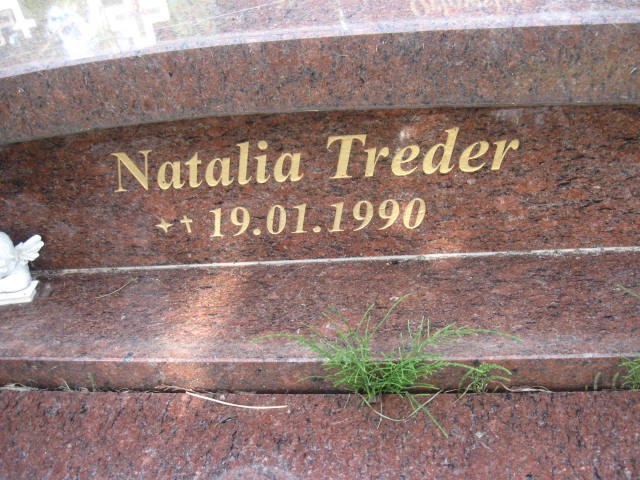 Natalia Treder
✦✝ 19.01.1990